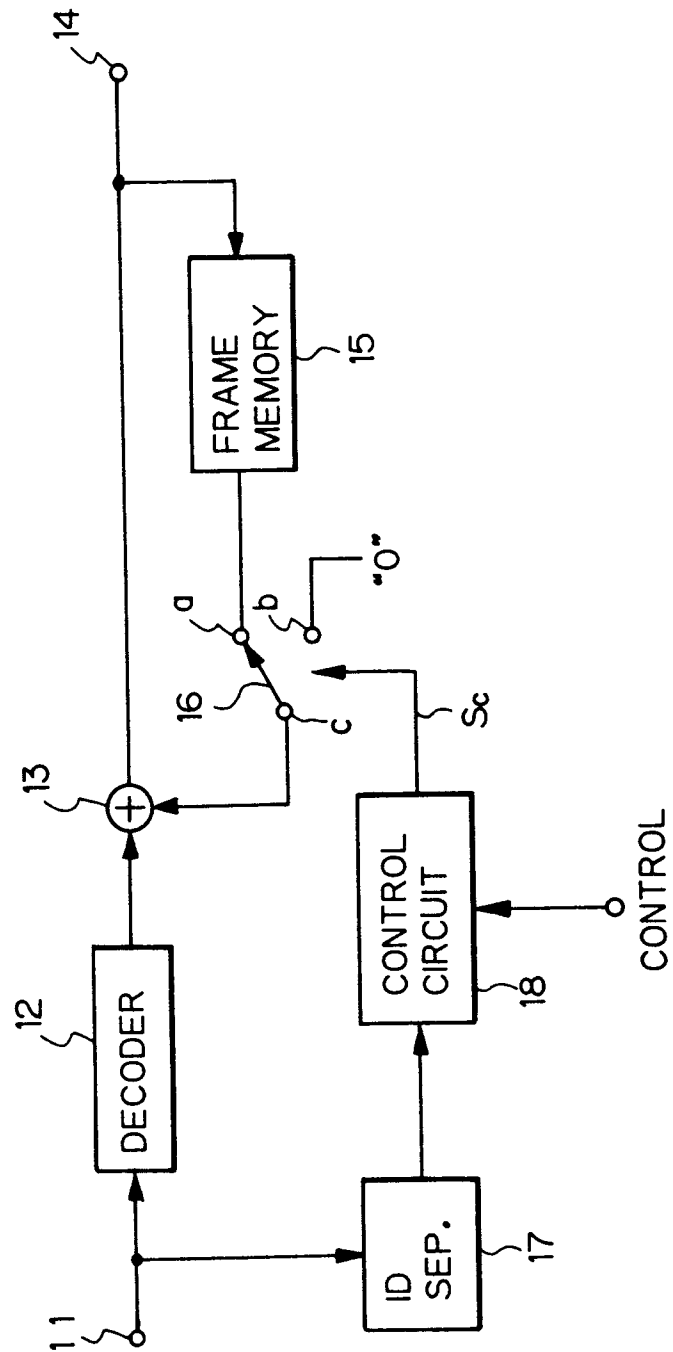 11
12
DECODER
13
14
FRAME
MEMORY
15
16
a
b
c
"0"
ID
SEP.
17
CONTROL
CIRCUIT
18
Sc
CONTROL